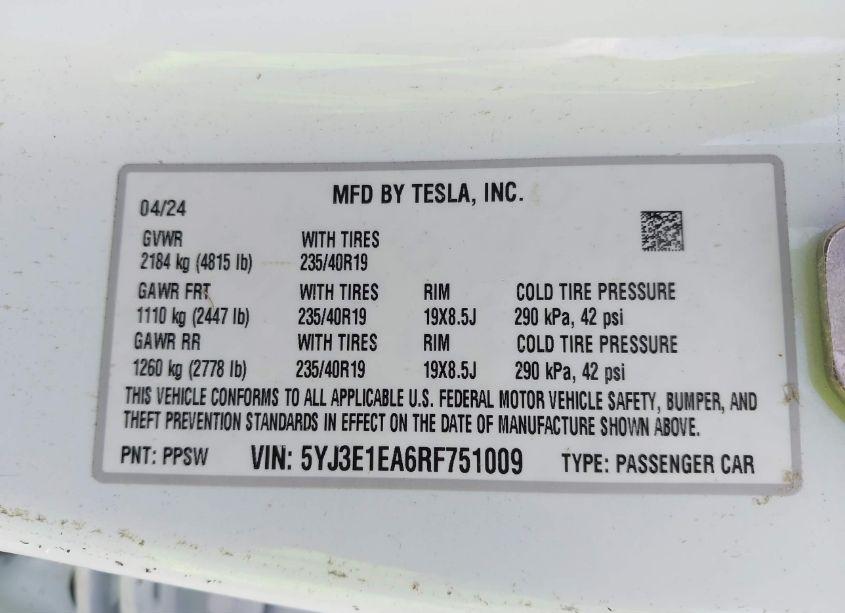 MFD BY TESLA, INC.
04/24
GVWR WITH TIRES
2184 kg (4815 lb) 235/40R19
GAWR FRT WITH TIRES RIM COLD TIRE PRESSURE
1110 kg (2447 lb) 235/40R19 19X8.5J 290 kPa, 42 psi
GAWR RR WITH TIRES RIM COLD TIRE PRESSURE
1260 kg (2778 lb) 235/40R19 19X8.5J 290 kPa, 42 psi
THIS VEHICLE CONFORMS TO ALL APPLICABLE U.S. FEDERAL MOTOR VEHICLE SAFETY, BUMPER, AND
THEFT PREVENTION STANDARDS IN EFFECT ON THE DATE OF MANUFACTURE SHOWN ABOVE.
PNT: PPSW VIN: 5YJ3E1EA6RF751009 TYPE: PASSENGER CAR